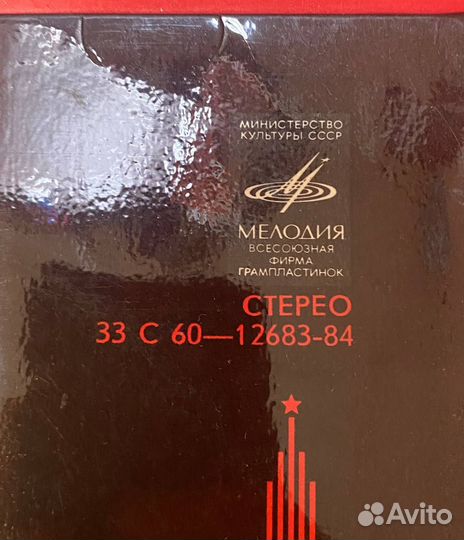 МИНИСТЕРСТВО
КУЛЬТУРЫ СССР
МЕЛОДИЯ
ВСЕСОЮЗНАЯ
ФИРМА
ГРАМПЛАСТИНОК
СТЕРЕО
33 С 60—12683-84
Avito